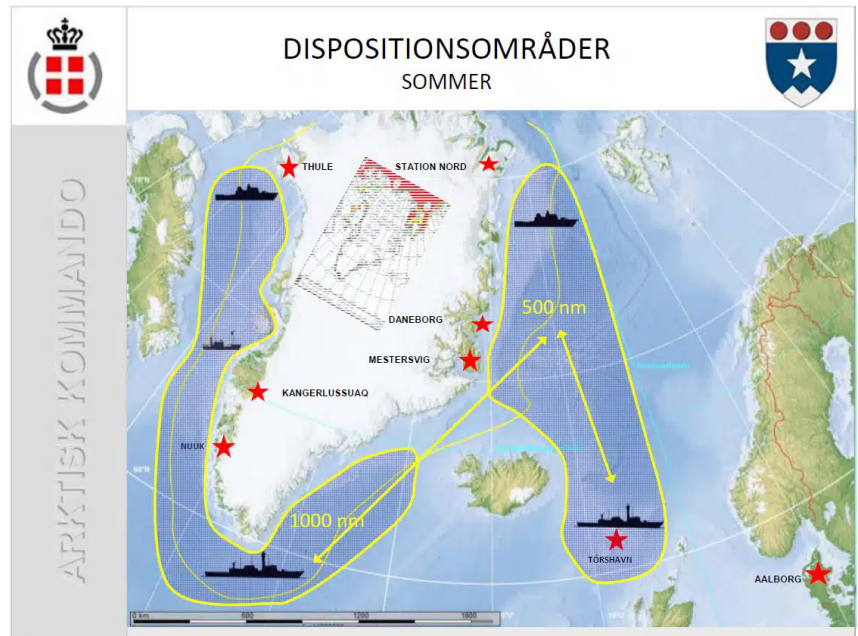 DISPOSITIONSOMRÅDER
SOMMER
ARKTISK KOMMANDO
THULE
STATION NORD
500 nm
DANEBORG
MESTERSVIG
KANGERLUSSUAQ
NUUK
1000 nm
TÓRSHAVN
AALBORG
0 km
600
1200
1800